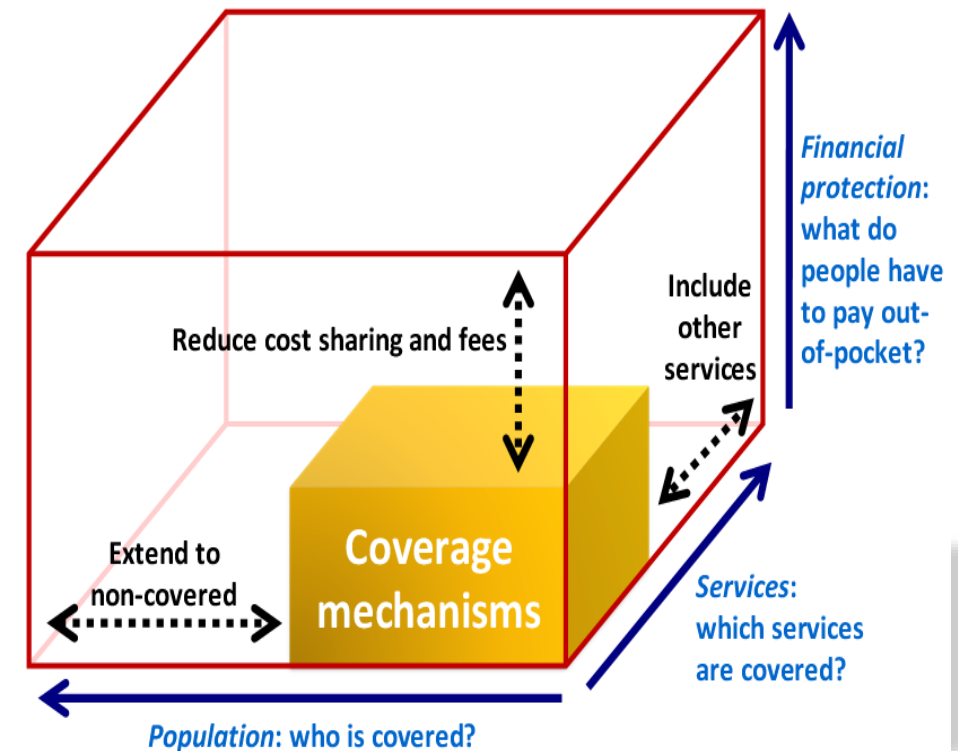 Financial
protection:
what do
people have
to pay out-
of-pocket?
Include
other
services
Reduce cost sharing and fees
Extend to
non-covered
Coverage
mechanisms
Services:
which services
are covered?
Population: who is covered?